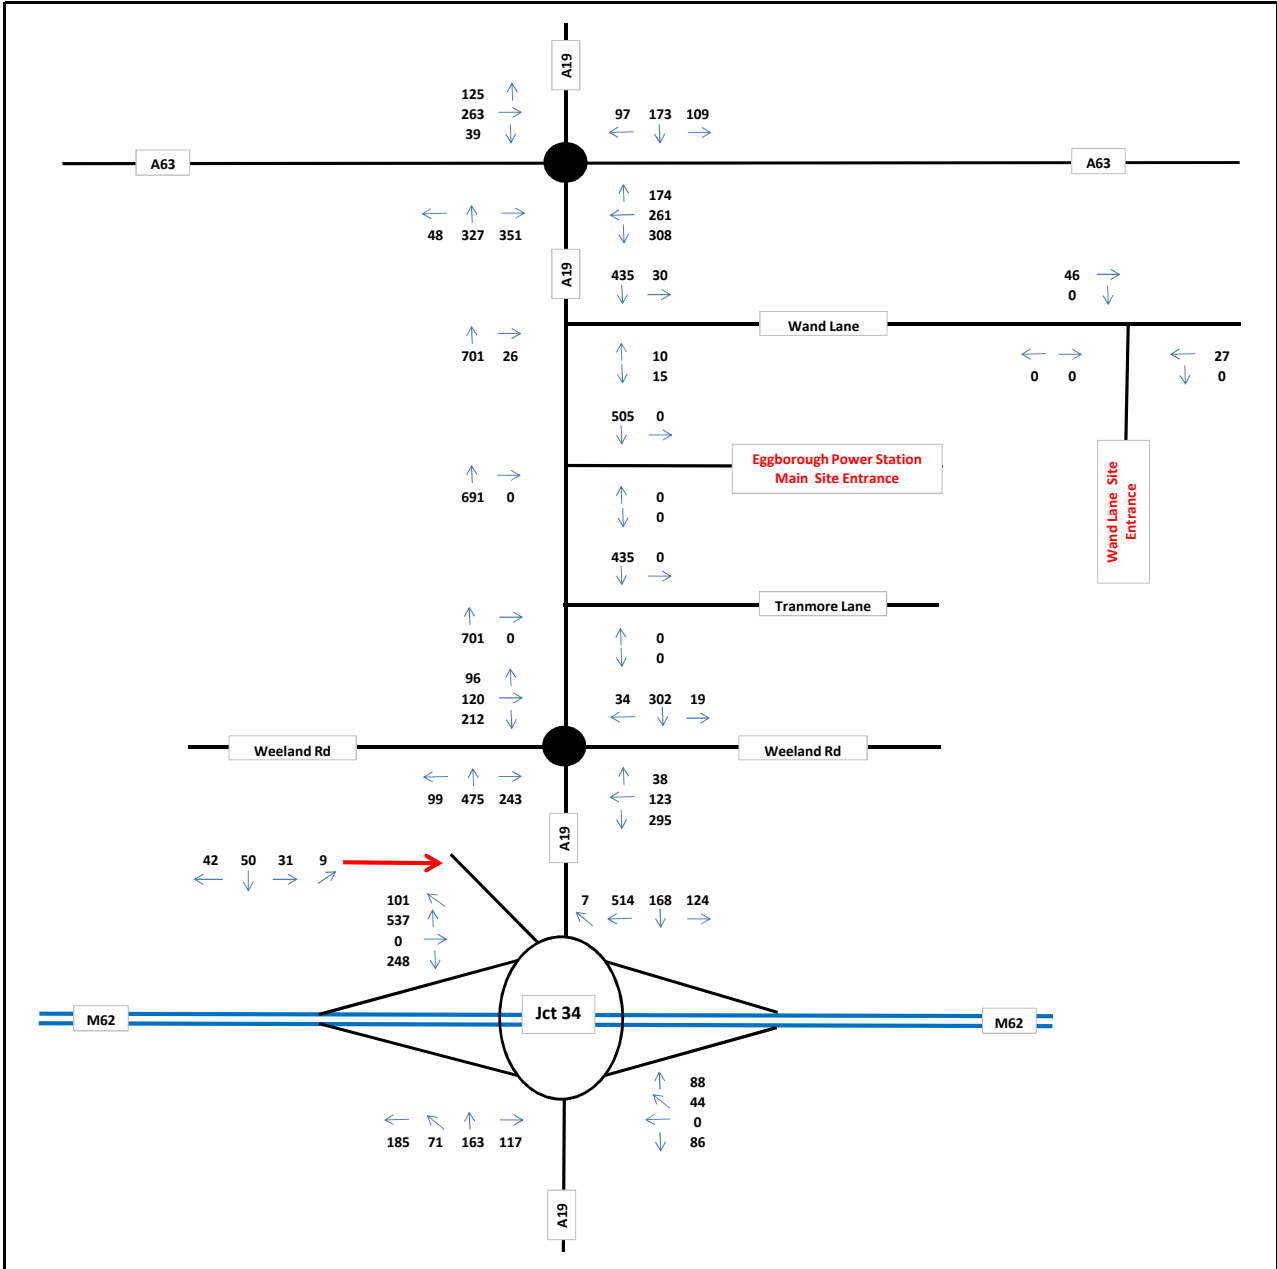 A19
125
263
39
97 173 109
A63
A63
174
261
308
48 327 351
A19
435 30
46
0
Wand Lane
701 26
10
15
27
0
0 0
505 0
Eggborough Power Station
Main Site Entrance
Wand Lane Site
Entrance
691 0
0
0
435 0
Tranmore Lane
701 0
0
0
96
120
212
34 302 19
Weeland Rd
Weeland Rd
38
123
295
99 475 243
A19
42 50 31 9
101
537
0
248
7 514 168 124
M62
Jct 34
M62
88
44
0
86
185 71 163 117
A19